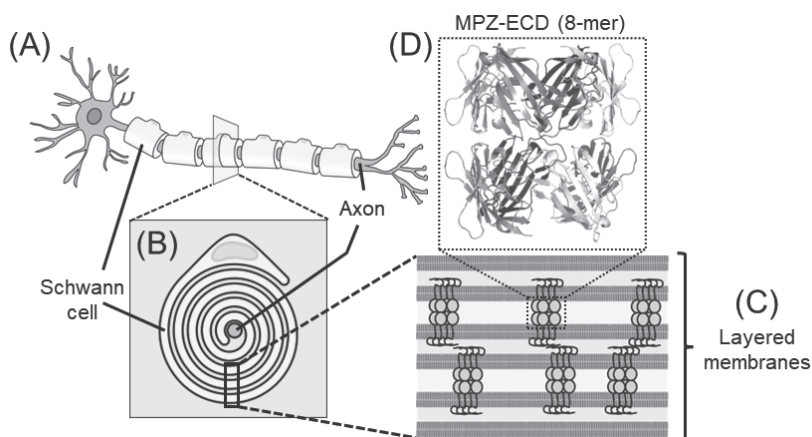 MPZ-ECD (8-mer)
(A)
(D)
Axon
(B)
Schwann
cell
(C)
Layered
membranes